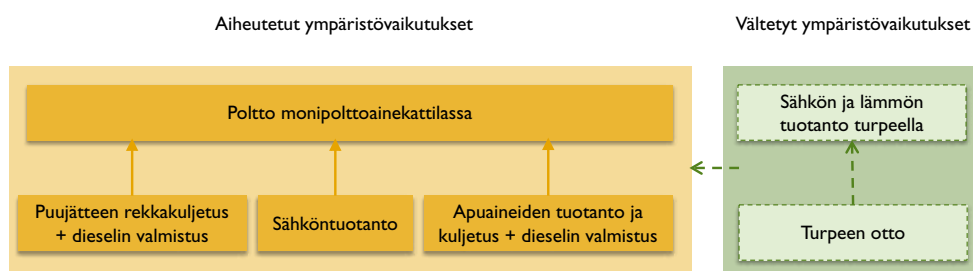 Aiheutetut ympäristövaikutukset
Vältetyt ympäristövaikutukset
Poltto monipolttoainekattilassa
Puujätteen rekkakuljetus
+ dieselin valmistus
Sähköntuotanto
Apuaineiden tuotanto ja
kuljetus + dieselin valmistus
Sähkön ja lämmön
tuotanto turpeella
Turpeen otto